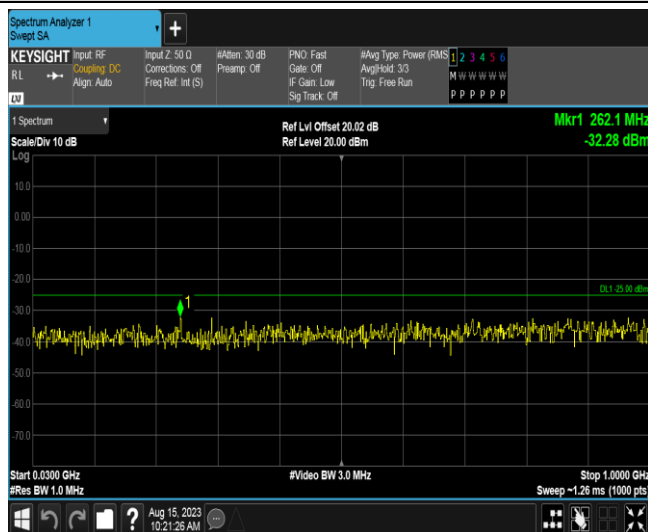 Spectrum Analyzer 1
Swept SA
+
KEYSIGHT
RL
LXI
Input: RF
Coupling: DC
Align: Auto
Input Z: 50 Ω
Corrections: Off
Freq Ref: Int (S)
#Atten: 30 dB
Preamp: Off
PNO: Fast
Gate: Off
IF Gain: Low
Sig Track: Off
#Avg Type: Power (RMS
Avg|Hold: 3/3
Trig: Free Run
1 2 3 4 5 6
M W W W W W
P P P P P P
1 Spectrum
Scale/Div 10 dB
Log
Ref Lvl Offset 20.02 dB
Ref Level 20.00 dBm
Mkr1 262.1 MHz
-32.28 dBm
10.0
0.00
-10.0
-20.0
DL1 -25.00 dBm
1
-30.0
-40.0
-50.0
-60.0
-70.0
Start 0.0300 GHz
#Res BW 1.0 MHz
#Video BW 3.0 MHz
Stop 1.0000 GHz
Sweep ~1.26 ms (1000 pts)
?
Aug 15, 2023
10:21:26 AM